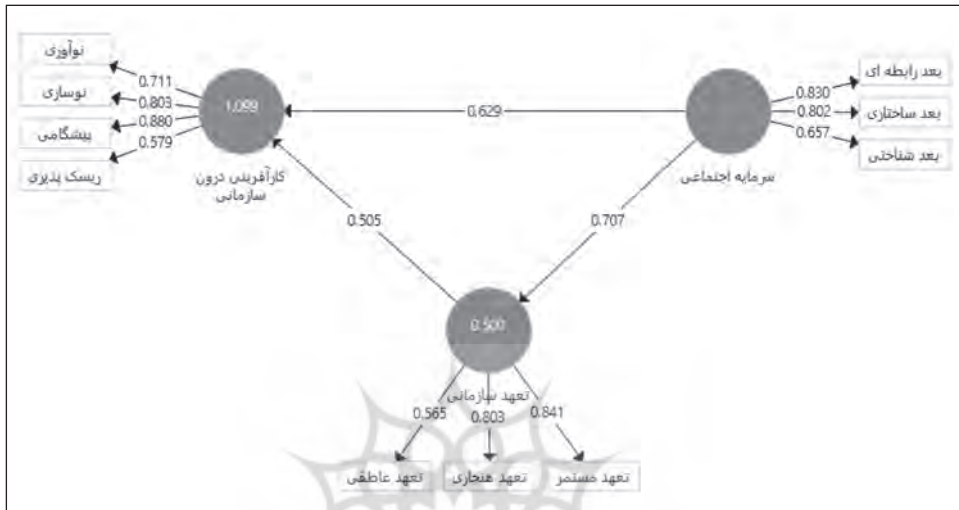 نوآوری
نوسازی
پیشگامی
ریسک پذیری
0.711
0.803
0.880
0.579
1.099
کارآفرینی درون
سازمانی
0.629
سرمایه اجتماعی
0.830
0.802
0.657
بعد رابطه ای
بعد ساختاری
بعد شناختی
0.505
0.707
0.500
تعهد سازمانی
0.565
0.803
0.841
تعهد عاطفی
تعهد هنجاری
تعهد مستمر